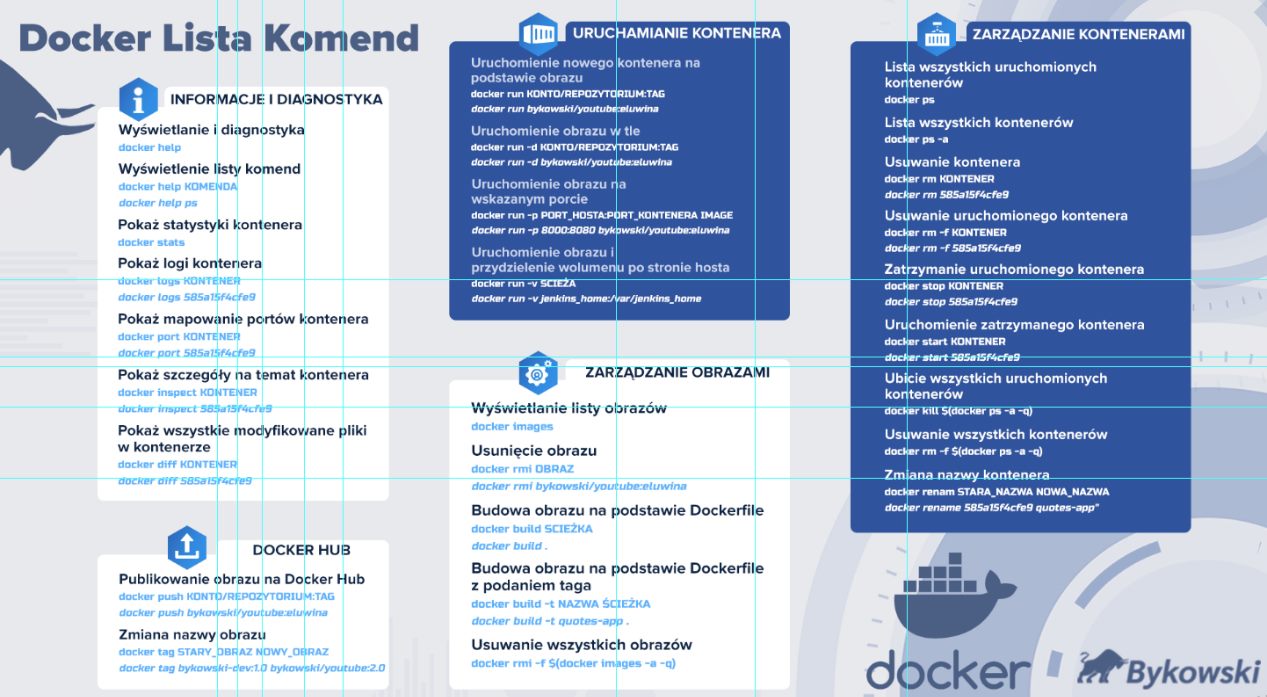 Docker Lista Komend
INFORMACJE I DIAGNOSTYKA
Wyświetlanie i diagnostyka
docker help
Wyświetlenie listy komend
docker help KOMENDA
docker help ps
Pokaż statystyki kontenera
docker stats
Pokaż logi kontenera
docker logs KONTENER
docker logs 585a15f4cfe9
Pokaż mapowanie portów kontenera
docker port KONTENER
docker port 585a15f4cfe9
Pokaż szczegóły na temat kontenera
docker inspect KONTENER
docker inspect 585a15f4cfe9
Pokaż wszystkie modyfikowane pliki
w kontenerze
docker diff KONTENER
docker diff 585a15f4cfe9
DOCKER HUB
Publikowanie obrazu na Docker Hub
docker push KONTO/REPOZYTORIUM:TAG
docker push bykowski/youtube:eluwina
Zmiana nazwy obrazu
docker tag STARY_OBRAZ NOWY_OBRAZ
docker tag bykowski-dev:1.0 bykowski/youtube:2.0
URUCHAMIANIE KONTENERA
Uruchomienie nowego kontenera na
podstawie obrazu
docker run KONTO/REPOZYTORIUM:TAG
docker run bykowski/youtube:eluwina
Uruchomienie obrazu w tle
docker run -d KONTO/REPOZYTORIUM:TAG
docker run -d bykowski/youtube:eluwina
Uruchomienie obrazu na
wskazanym porcie
docker run -p PORT_HOSTA:PORT_KONTENERA IMAGE
docker run -p 8000:8080 bykowski/youtube:eluwina
Uruchomienie obrazu i
przydzielenie wolumenu po stronie hosta
docker run -v SCIEŻA
docker run -v jenkins_home:/var/jenkins_home
ZARZĄDZANIE OBRAZAMI
Wyświetlanie listy obrazów
docker images
Usunięcie obrazu
docker rmi OBRAZ
docker rmi bykowski/youtube:eluwina
Budowa obrazu na podstawie Dockerfile
docker build SCIEŻKA
docker build .
Budowa obrazu na podstawie Dockerfile
z podaniem taga
docker build -t NAZWA ŚCIEŻKA
docker build -t quotes-app .
Usuwanie wszystkich obrazów
docker rmi -f $(docker images -a -q)
ZARZĄDZANIE KONTENERAMI
Lista wszystkich uruchomionych
kontenerów
docker ps
Lista wszystkich kontenerów
docker ps -a
Usuwanie kontenera
docker rm KONTENER
docker rm 585a15f4cfe9
Usuwanie uruchomionego kontenera
docker rm -f KONTENER
docker rm -f 585a15f4cfe9
Zatrzymanie uruchomionego kontenera
docker stop KONTENER
docker stop 585a15f4cfe9
Uruchomienie zatrzymanego kontenera
docker start KONTENER
docker start 585a15f4cfe9
Ubicie wszystkich uruchomionych
kontenerów
docker kill $(docker ps -a -q)
Usuwanie wszystkich kontenerów
docker rm -f $(docker ps -a -q)
Zmiana nazwy kontenera
docker renam STARA_NAZWA NOWA_NAZWA
docker rename 585a15f4cfe9 quotes-app"
docker
Bykowski